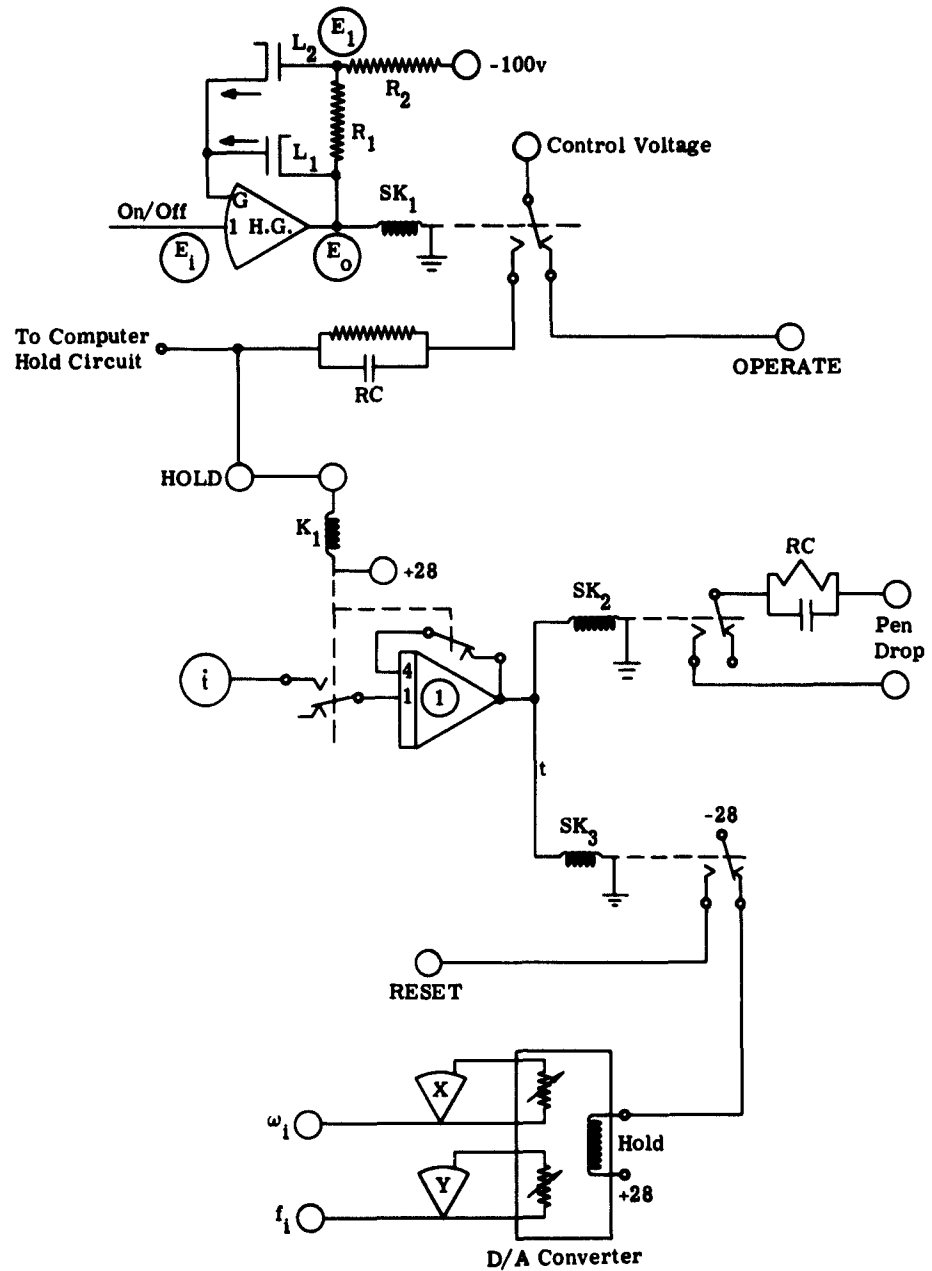 E1
L2
-100v
R2
R1
L1
Control Voltage
SK1
G
On/Off
1 H.G.
Ei
Eo
To Computer
Hold Circuit
RC
OPERATE
HOLD
K1
+28
RC
SK2
Pen
Drop
i
4
1
1
t
-28
SK3
RESET
X
ωi
Hold
Y
+28
fi
D/A Converter